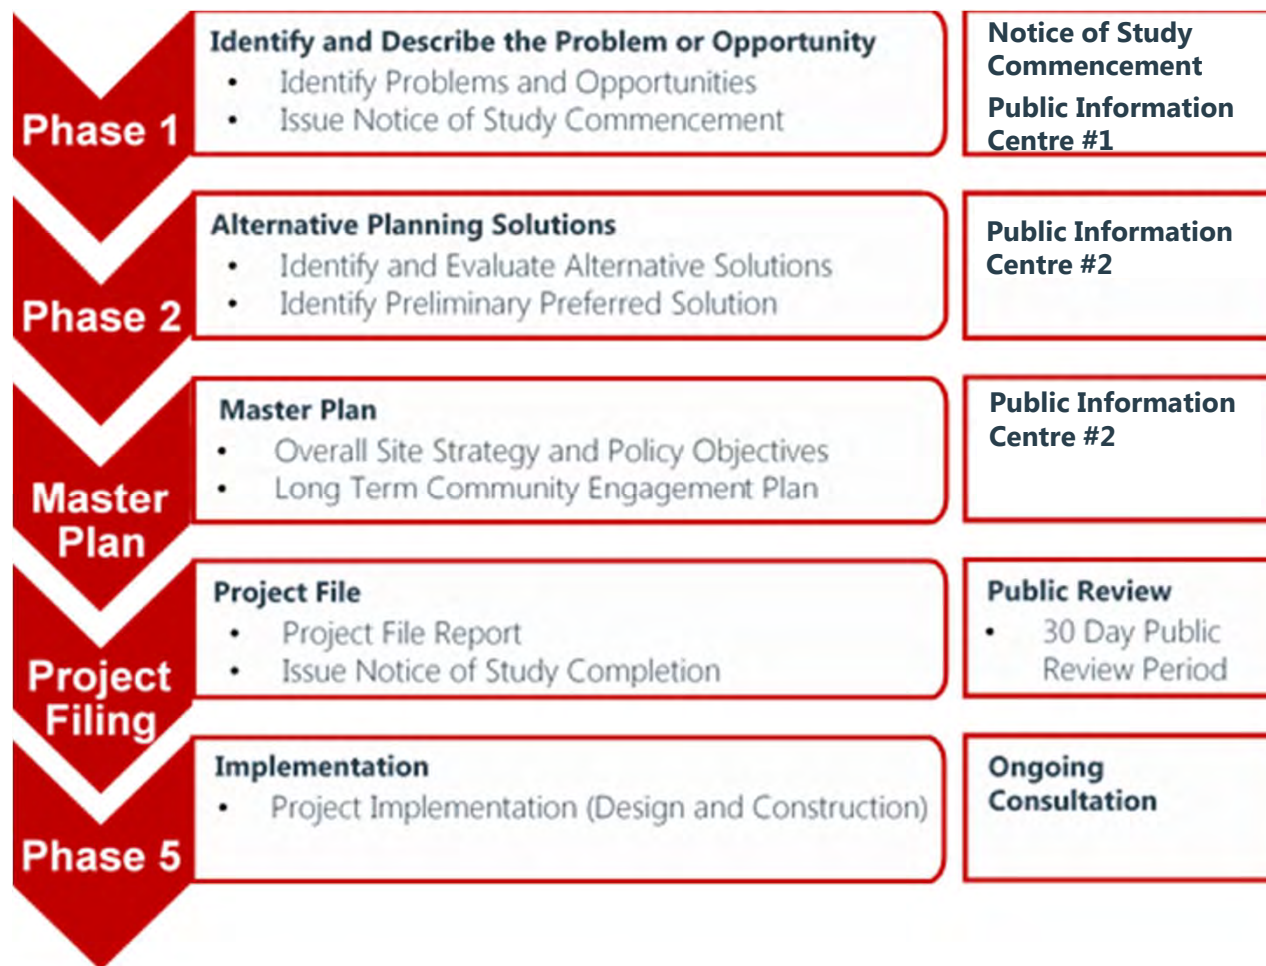 Phase 1
Identify and Describe the Problem or Opportunity
• Identify Problems and Opportunities
• Issue Notice of Study Commencement
Notice of Study
Commencement
Public Information
Centre #1
Phase 2
Alternative Planning Solutions
• Identify and Evaluate Alternative Solutions
• Identify Preliminary Preferred Solution
Public Information
Centre #2
Master
Plan
Master Plan
• Overall Site Strategy and Policy Objectives
• Long Term Community Engagement Plan
Public Information
Centre #2
Project
Filing
Project File
• Project File Report
• Issue Notice of Study Completion
Public Review
• 30 Day Public
Review Period
Phase 5
Implementation
• Project Implementation (Design and Construction)
Ongoing
Consultation